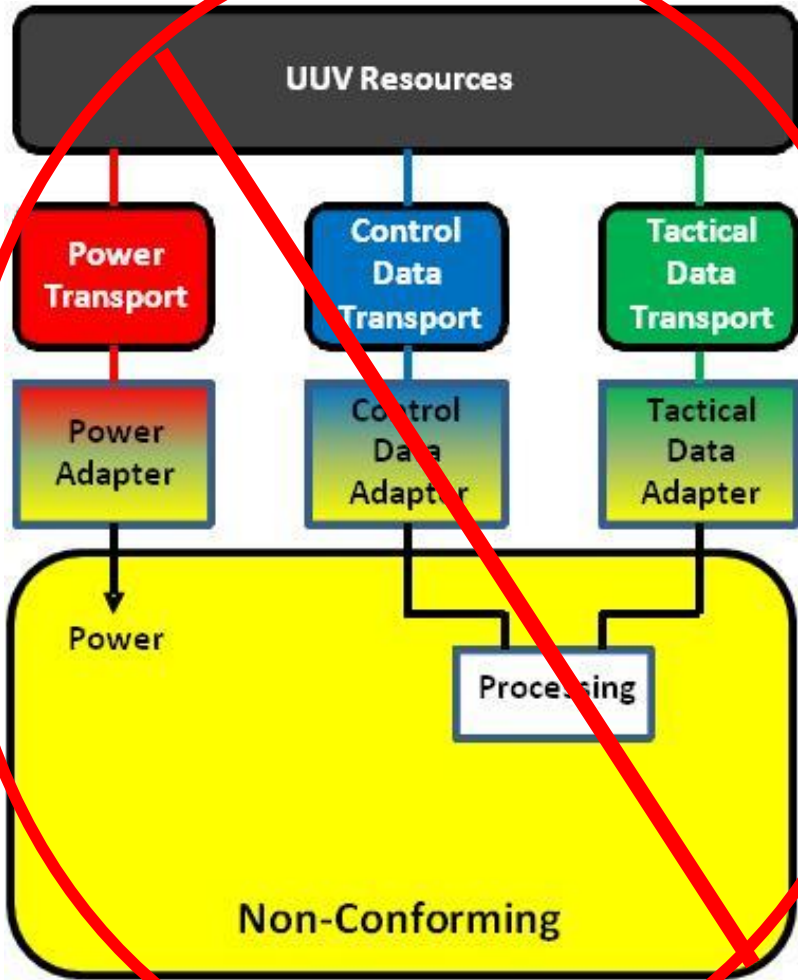 UUV Resources
Power
Transport
Control
Data
Transport
Tactical
Data
Transport
Power
Adapter
Control
Data
Adapter
Tactical
Data
Adapter
Power
Processing
Non-Conforming